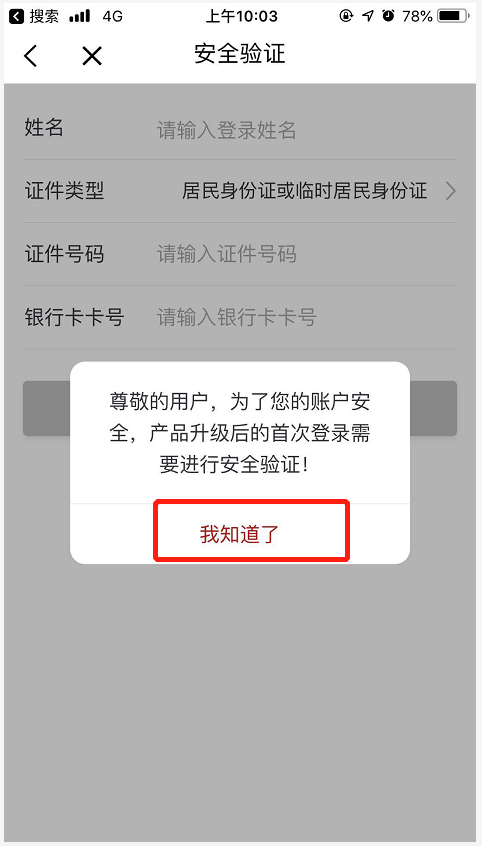 搜索 4G 上午10:03 78%
安全验证
姓名 请输入登录姓名
证件类型 居民身份证或临时居民身份证
证件号码 请输入证件号码
银行卡卡号 请输入银行卡卡号
尊敬的用户，为了您的账户安
全，产品升级后的首次登录需
要进行安全验证！
我知道了